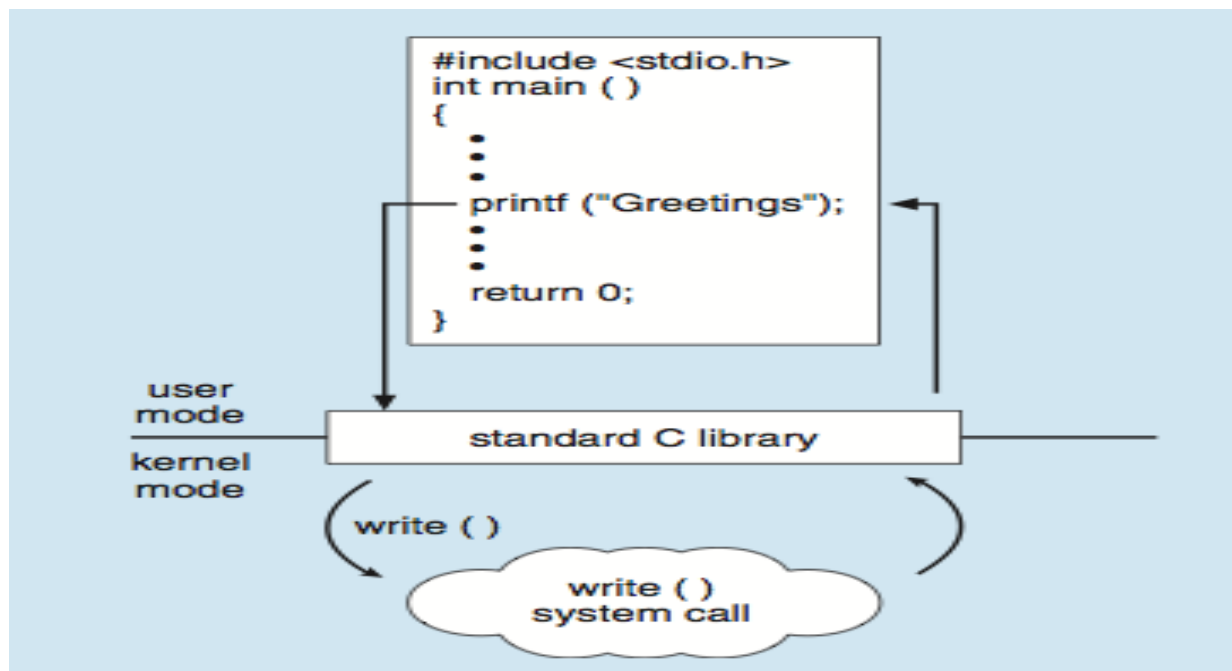 #include <stdio.h>
int main ( )
{
•
•
•
printf ("Greetings");
•
•
•
return 0;
}
user
mode
standard C library
kernel
mode
write ( )
write ( )
system call